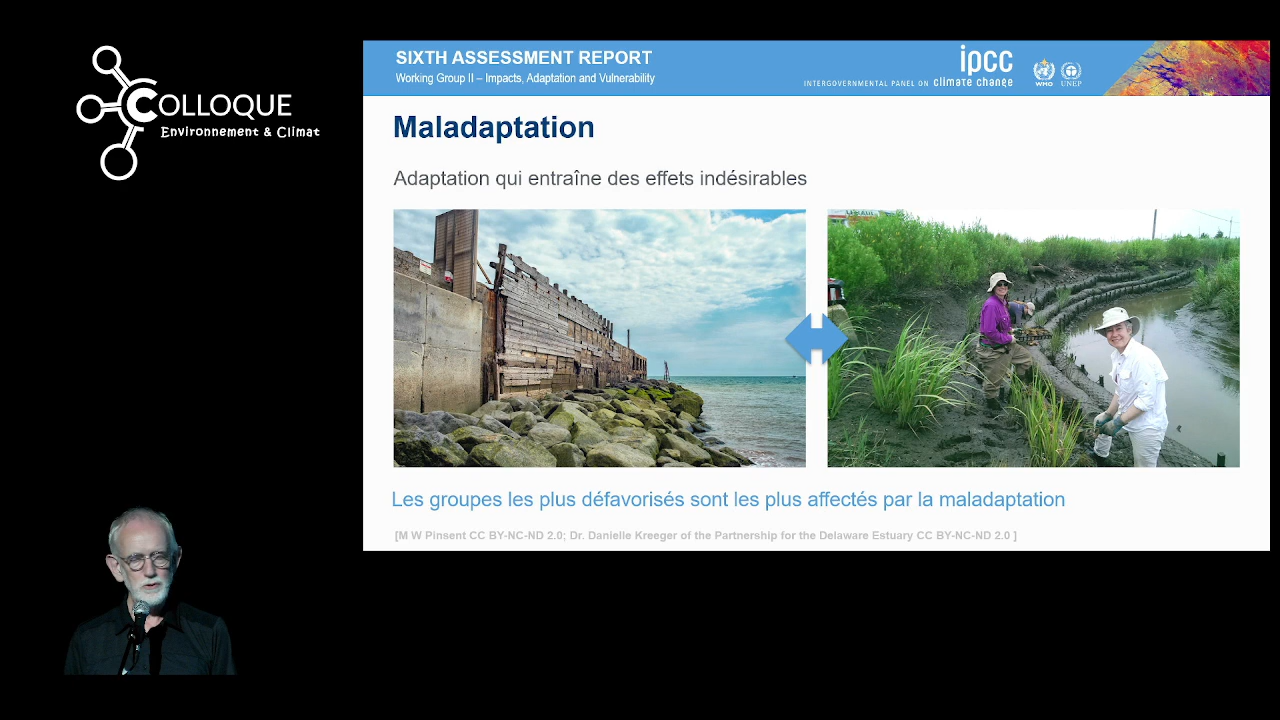 COLLOQUE
Environnement & Climat
SIXTH ASSESSMENT REPORT
Working Group II – Impacts, Adaptation and Vulnerability
ipcc
INTERGOVERNMENTAL PANEL ON climate change
WMO
UNEP
Maladaptation
Adaptation qui entraîne des effets indésirables
Les groupes les plus défavorisés sont les plus affectés par la maladaptation
[M W Pinsent CC BY-NC-ND 2.0; Dr. Danielle Kreeger of the Partnership for the Delaware Estuary CC BY-NC-ND 2.0 ]